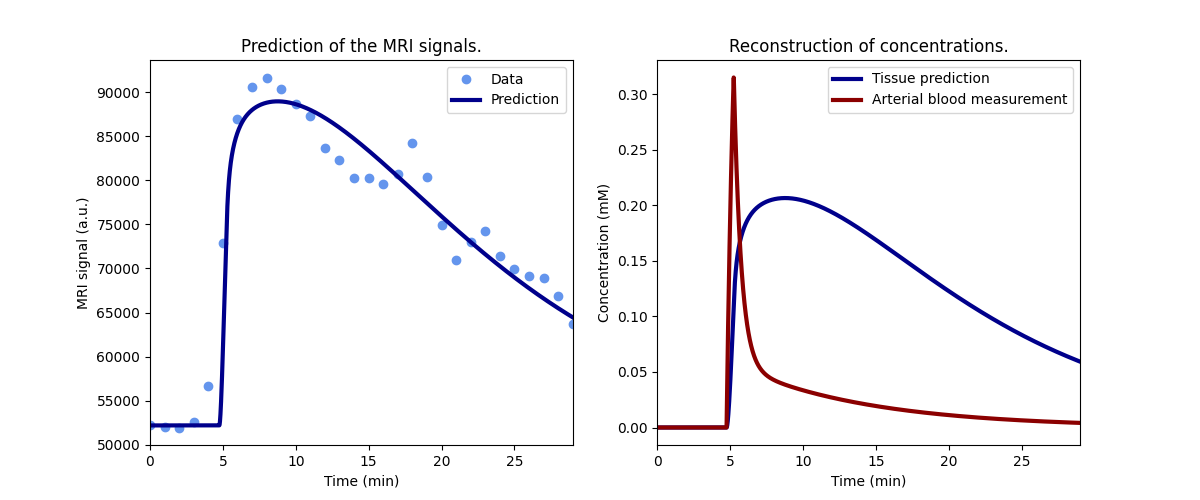 Prediction of the MRI signals.
MRI signal (a.u.)
90000
85000
80000
75000
70000
65000
60000
55000
50000
0
5
10
15
20
25
Time (min)
Data
Prediction
Reconstruction of concentrations.
Concentration (mM)
0.30
0.25
0.20
0.15
0.10
0.05
0.00
0
5
10
15
20
25
Time (min)
Tissue prediction
Arterial blood measurement